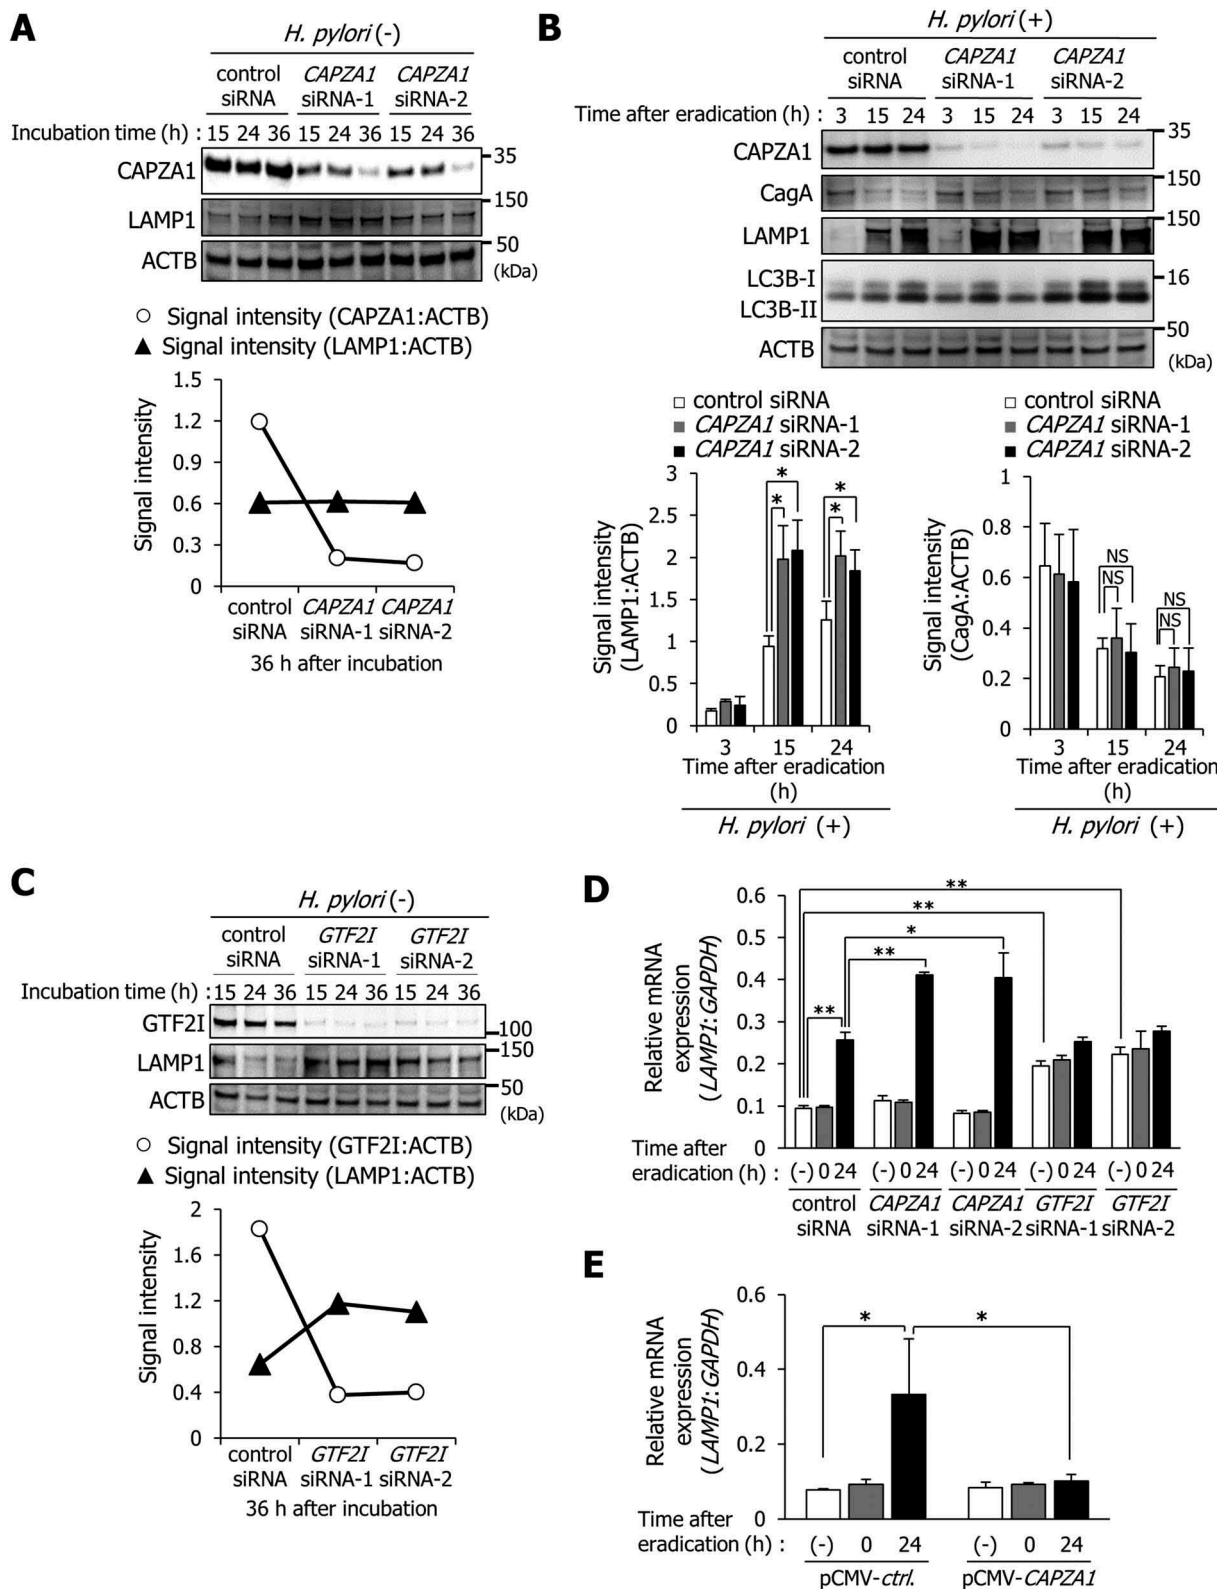 A
H. pylori (-)
control siRNA
CAPZA1 siRNA-1
CAPZA1 siRNA-2
Incubation time (h) : 15 24 36 15 24 36 15 24 36
CAPZA1
35
150
LAMP1
50
ACTB
(kDa)
○ Signal intensity (CAPZA1:ACTB)
▲ Signal intensity (LAMP1:ACTB)
Signal intensity
1.5
1.2
0.9
0.6
0.3
0
control siRNA
CAPZA1 siRNA-1
CAPZA1 siRNA-2
36 h after incubation
B
H. pylori (+)
control siRNA
CAPZA1 siRNA-1
CAPZA1 siRNA-2
Time after eradication (h) : 3 15 24 3 15 24 3 15 24
CAPZA1
35
CagA
150
LAMP1
150
LC3B-I
16
LC3B-II
50
ACTB
(kDa)
□ control siRNA
■ CAPZA1 siRNA-1
■ CAPZA1 siRNA-2
Signal intensity
(LAMP1:ACTB)
3
2.5
2
1.5
1
0.5
0
* * * *
3 15 24
Time after eradication
(h)
H. pylori (+)
□ control siRNA
■ CAPZA1 siRNA-1
■ CAPZA1 siRNA-2
Signal intensity
(CagA:ACTB)
1
0.8
0.6
0.4
0.2
0
NS
NS
NS
NS
3 15 24
Time after eradication
(h)
H. pylori (+)
C
H. pylori (-)
control siRNA
GTF2I siRNA-1
GTF2I siRNA-2
Incubation time (h) : 15 24 36 15 24 36 15 24 36
GTF2I
100
150
LAMP1
50
ACTB
(kDa)
○ Signal intensity (GTF2I:ACTB)
▲ Signal intensity (LAMP1:ACTB)
Signal intensity
2
1.6
1.2
0.8
0.4
0
control siRNA
GTF2I siRNA-1
GTF2I siRNA-2
36 h after incubation
D
Relative mRNA
expression
(LAMP1:GAPDH)
0.6
0.5
0.4
0.3
0.2
0.1
0
**
**
*
**
**
Time after
eradication (h) : (-) 0 24 (-) 0 24 (-) 0 24 (-) 0 24 (-) 0 24
control siRNA
CAPZA1 siRNA-1
CAPZA1 siRNA-2
GTF2I siRNA-1
GTF2I siRNA-2
E
Relative mRNA
expression
(LAMP1:GAPDH)
0.6
0.4
0.2
0
* *
Time after
eradication (h) : (-) 0 24 (-) 0 24
pCMV-ctrl. pCMV-CAPZA1